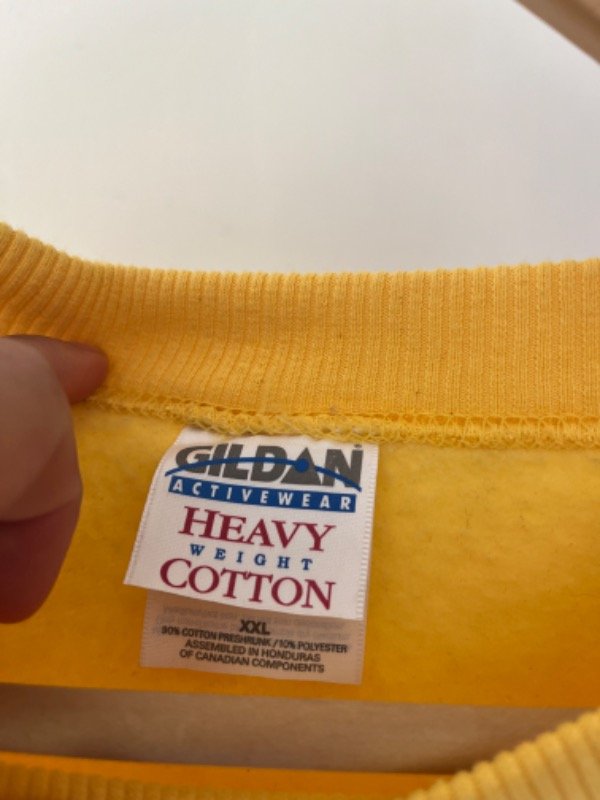 GILDAN
ACTIVEWEAR
HEAVY
WEIGHT
COTTON
XXL
90% COTTON PRESHRUNK / 10% POLYESTER
ASSEMBLED IN HONDURAS
OF CANADIAN COMPONENTS